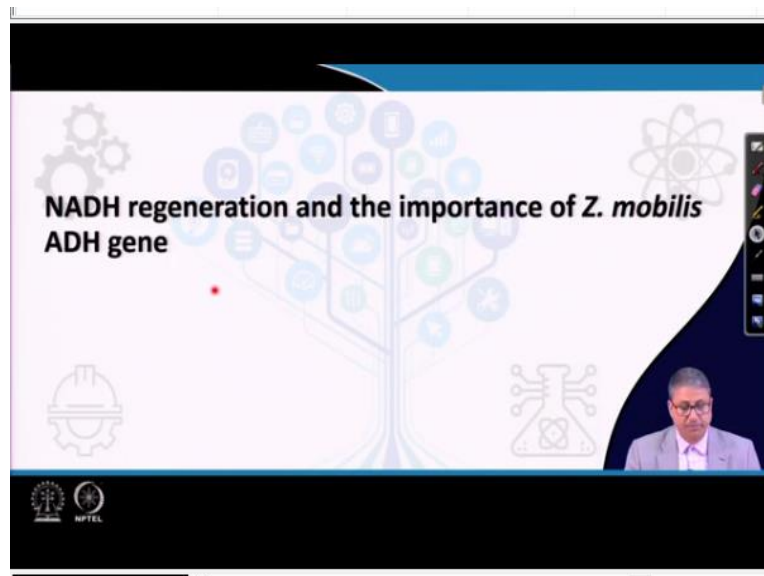 NADH regeneration and the importance of Z. mobilis
ADH gene
NPTEL